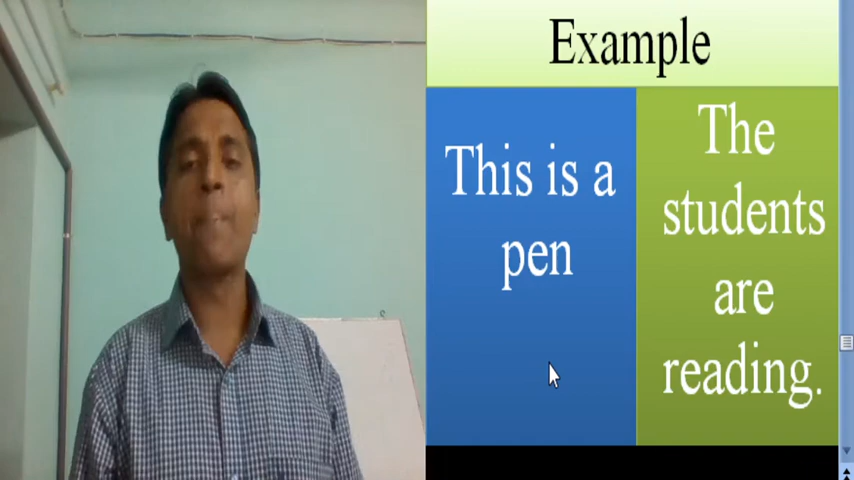 Example
This is a
pen
The
students
are
reading.